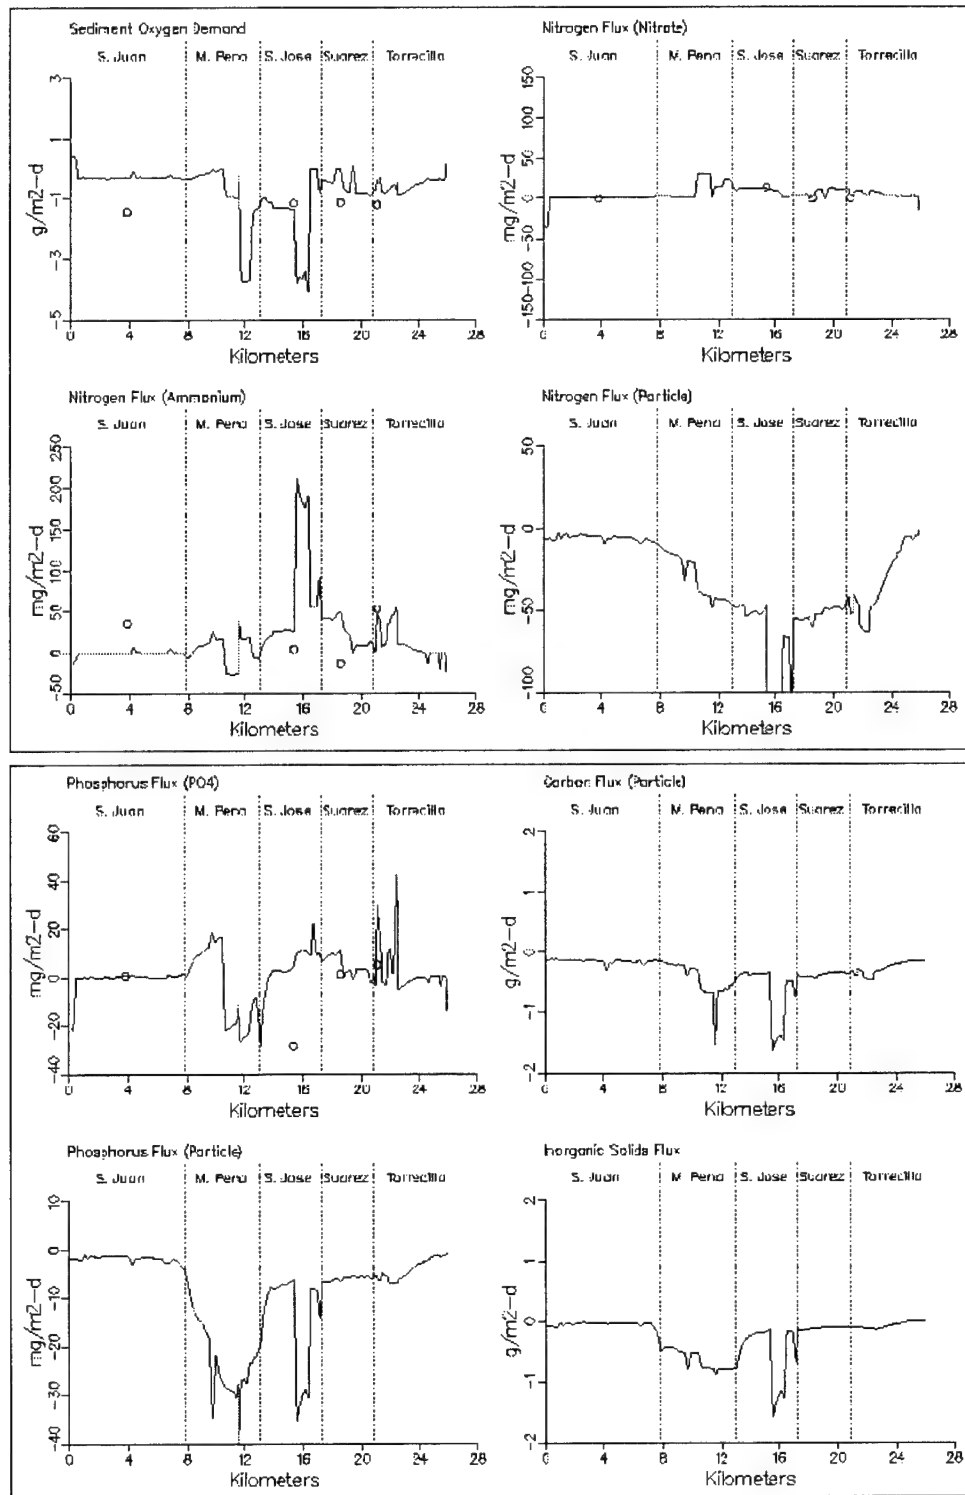 Sediment Oxygen Demand
S. Juan M. Pena S. Jose Suarez Torrecilla
g/m2-d
3
1
-1
-3
-5
0 4 8 12 16 20 24 28
Kilometers
Nitrogen Flux (Nitrate)
S. Juan M. Pena S. Jose Suarez Torrecilla
mg/m2-d
150
100
50
0
-50
-100
-150
0 4 8 12 16 20 24 28
Kilometers
Nitrogen Flux (Ammonium)
S. Juan M. Pena S. Jose Suarez Torrecilla
mg/m2-d
250
200
150
100
50
0
-50
0 4 8 12 16 20 24 28
Kilometers
Nitrogen Flux (Particle)
S. Juan M. Pena S. Jose Suarez Torrecilla
mg/m2-d
50
0
-50
-100
0 4 8 12 16 20 24 28
Kilometers
Phosphorus Flux (PO4)
S. Juan M. Pena S. Jose Suarez Torrecilla
mg/m2-d
60
40
20
0
-20
-40
0 4 8 12 16 20 24 28
Kilometers
Carbon Flux (Particle)
S. Juan M. Pena S. Jose Suarez Torrecilla
g/m2-d
2
1
0
-1
-2
0 4 8 12 16 20 24 28
Kilometers
Phosphorus Flux (Particle)
S. Juan M. Pena S. Jose Suarez Torrecilla
mg/m2-d
10
0
-10
-20
-30
-40
0 4 8 12 16 20 24 28
Kilometers
Inorganic Solids Flux
S. Juan M. Pena S. Jose Suarez Torrecilla
g/m2-d
2
1
0
-1
-2
0 4 8 12 16 20 24 28
Kilometers